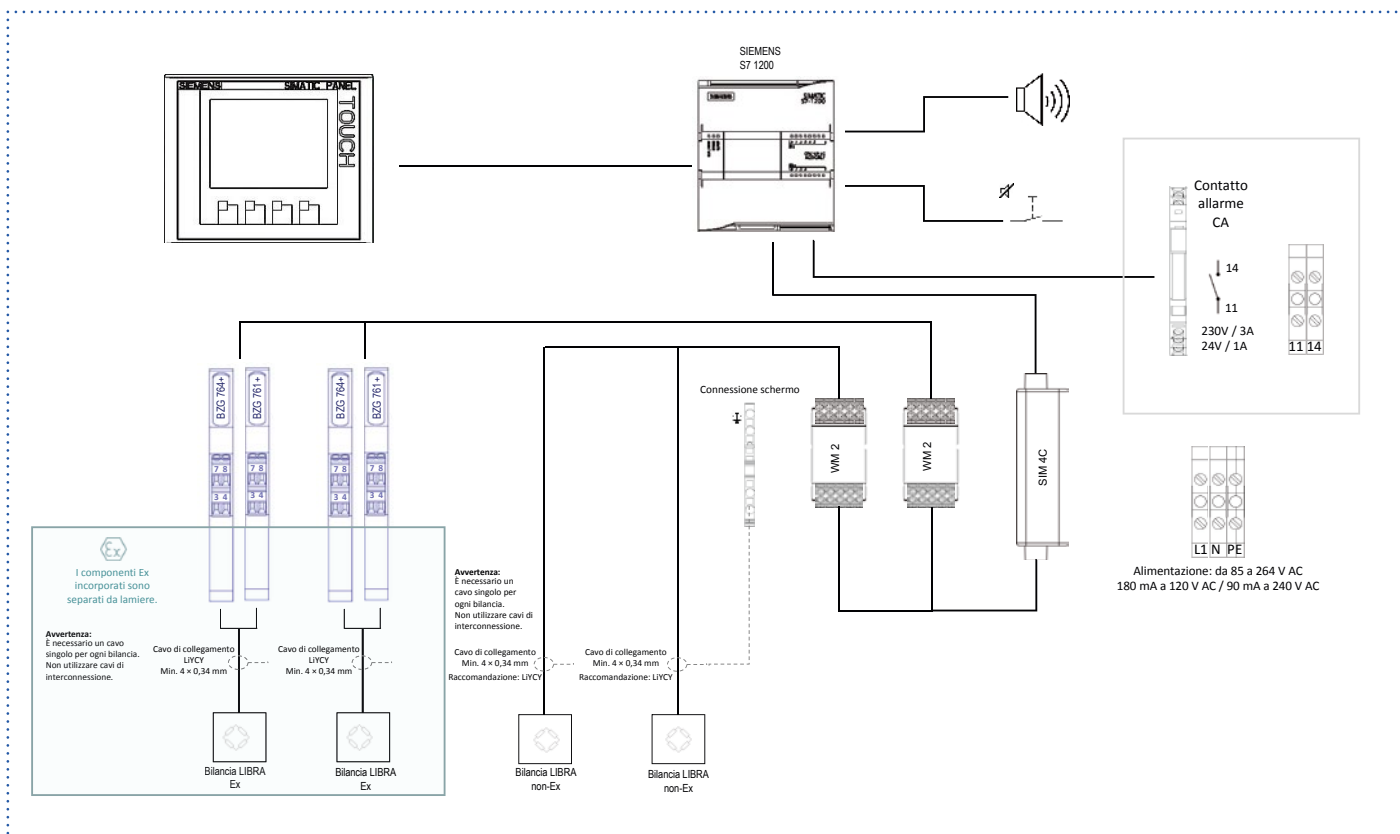 SIEMENS
S7 1200
SIEMENS
SIMATIC PANEL
TOUCH
SIEMENS
SIMATIC
S7-1200
Contatto
allarme
CA
14
11
230V / 3A
24V / 1A
11 14
BZG 764+
BZG 761+
BZG 764+
BZG 761+
7 8
7 8
7 8
7 8
3 4
3 4
3 4
3 4
Connessione schermo
WM 2
WM 2
SIM 4C
L1 N PE
Alimentazione: da 85 a 264 V AC
180 mA a 120 V AC / 90 mA a 240 V AC
Ex
I componenti Ex
incorporati sono
separati da lamiere.
Avvertenza:
È necessario un cavo
singolo per ogni bilancia.
Non utilizzare cavi di
interconnessione.
Cavo di collegamento
LiYCY
Min. 4 × 0,34 mm
Cavo di collegamento
LiYCY
Min. 4 × 0,34 mm
Bilancia LIBRA
Ex
Bilancia LIBRA
Ex
Avvertenza:
È necessario un
cavo singolo per
ogni bilancia.
Non utilizzare cavi di
interconnessione.
Cavo di collegamento
Min. 4 × 0,34 mm
Raccomandazione: LiYCY
Cavo di collegamento
Min. 4 × 0,34 mm
Raccomandazione: LiYCY
Bilancia LIBRA
non-Ex
Bilancia LIBRA
non-Ex